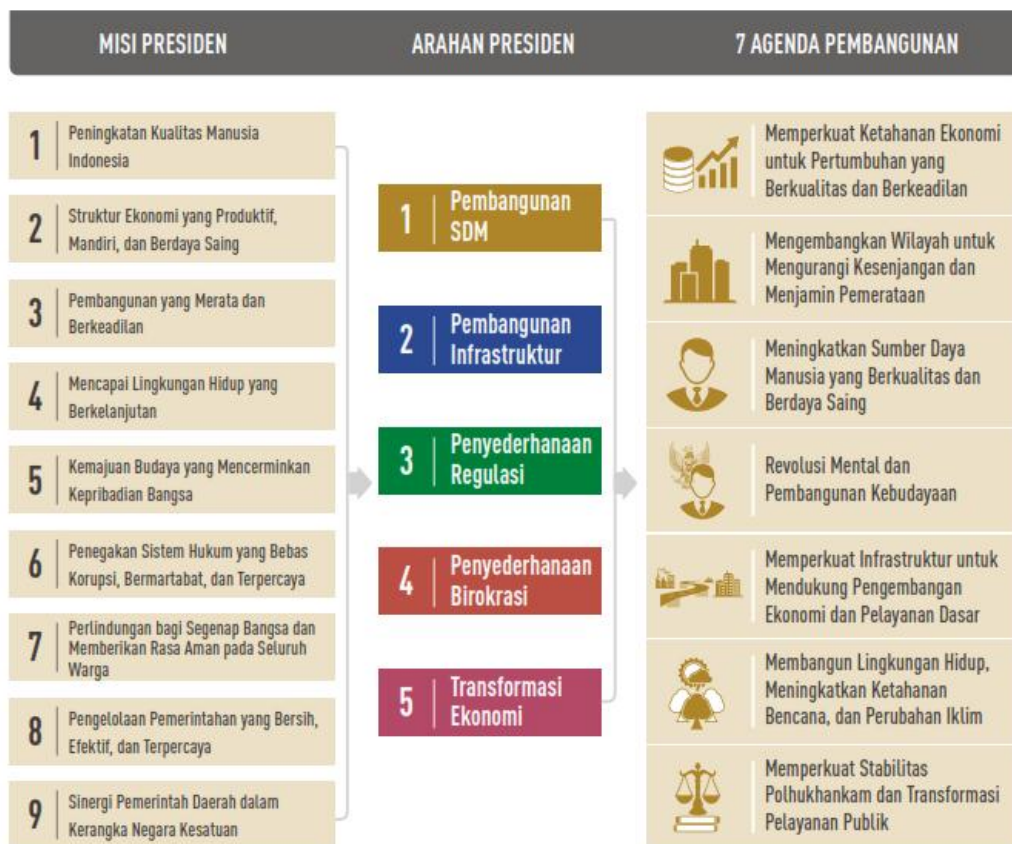 MISI PRESIDEN
ARAHAN PRESIDEN
7 AGENDA PEMBANGUNAN
1
Peningkatan Kualitas Manusia
Indonesia
2
Struktur Ekonomi yang Produktif,
Mandiri, dan Berdaya Saing
3
Pembangunan yang Merata dan
Berkeadilan
4
Mencapai Lingkungan Hidup yang
Berkelanjutan
5
Kemajuan Budaya yang Mencerminkan
Kepribadian Bangsa
6
Penegakan Sistem Hukum yang Bebas
Korupsi, Bermartabat, dan Terpercaya
7
Perlindungan bagi Segenap Bangsa dan
Memberikan Rasa Aman pada Seluruh
Warga
8
Pengelolaan Pemerintahan yang Bersih,
Efektif, dan Terpercaya
9
Sinergi Pemerintah Daerah dalam
Kerangka Negara Kesatuan
1
Pembangunan
SDM
2
Pembangunan
Infrastruktur
3
Penyederhanaan
Regulasi
4
Penyederhanaan
Birokrasi
5
Transformasi
Ekonomi
Memperkuat Ketahanan Ekonomi
untuk Pertumbuhan yang
Berkualitas dan Berkeadilan
Mengembangkan Wilayah untuk
Mengurangi Kesenjangan dan
Menjamin Pemerataan
Meningkatkan Sumber Daya
Manusia yang Berkualitas dan
Berdaya Saing
Revolusi Mental dan
Pembangunan Kebudayaan
Memperkuat Infrastruktur untuk
Mendukung Pengembangan
Ekonomi dan Pelayanan Dasar
Membangun Lingkungan Hidup,
Meningkatkan Ketahanan
Bencana, dan Perubahan Iklim
Memperkuat Stabilitas
Polhukhankam dan Transformasi
Pelayanan Publik